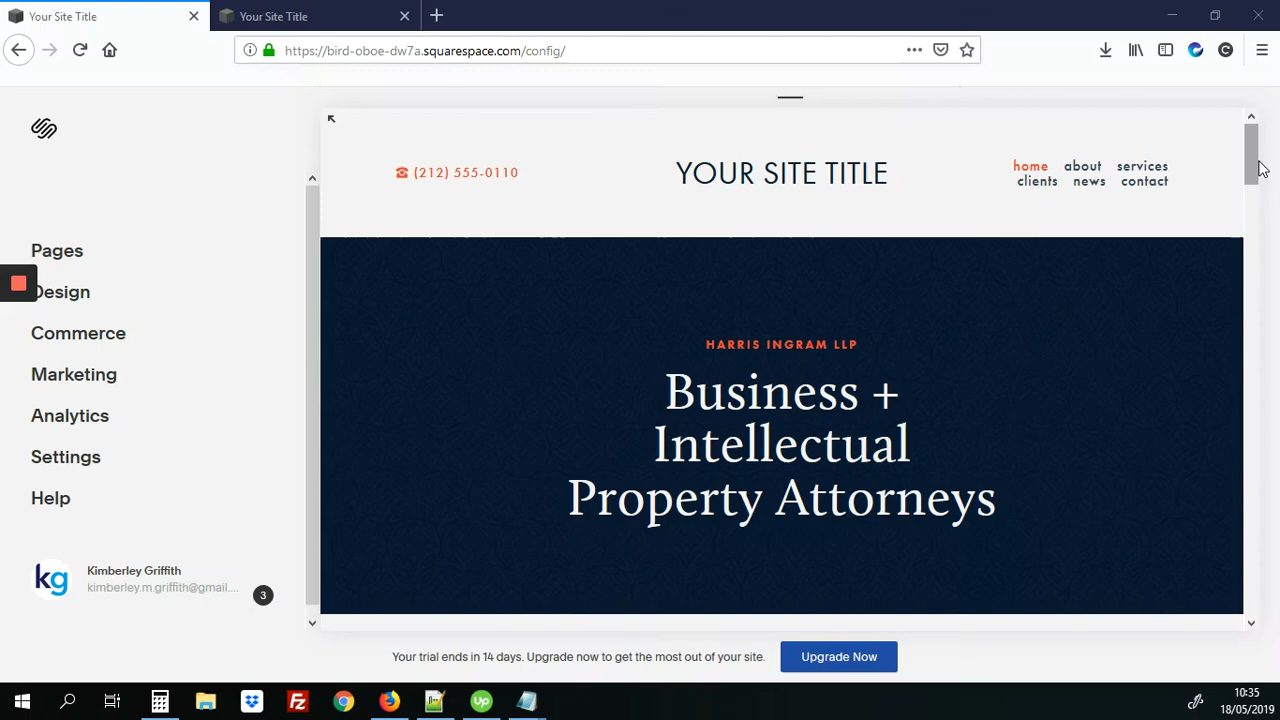 Your Site Title
Your Site Title
https://bird-oboe-dw7a.squarespace.com/config/
Pages
Design
Commerce
Marketing
Analytics
Settings
Help
Kimberley Griffith
kimberley.m.griffith@gmail....
3
kg
(212) 555-0110
YOUR SITE TITLE
home about services
clients news contact
HARRIS INGRAM LLP
Business +
Intellectual
Property Attorneys
Your trial ends in 14 days. Upgrade now to get the most out of your site.
Upgrade Now
Fz
Up
10:35
18/05/2019